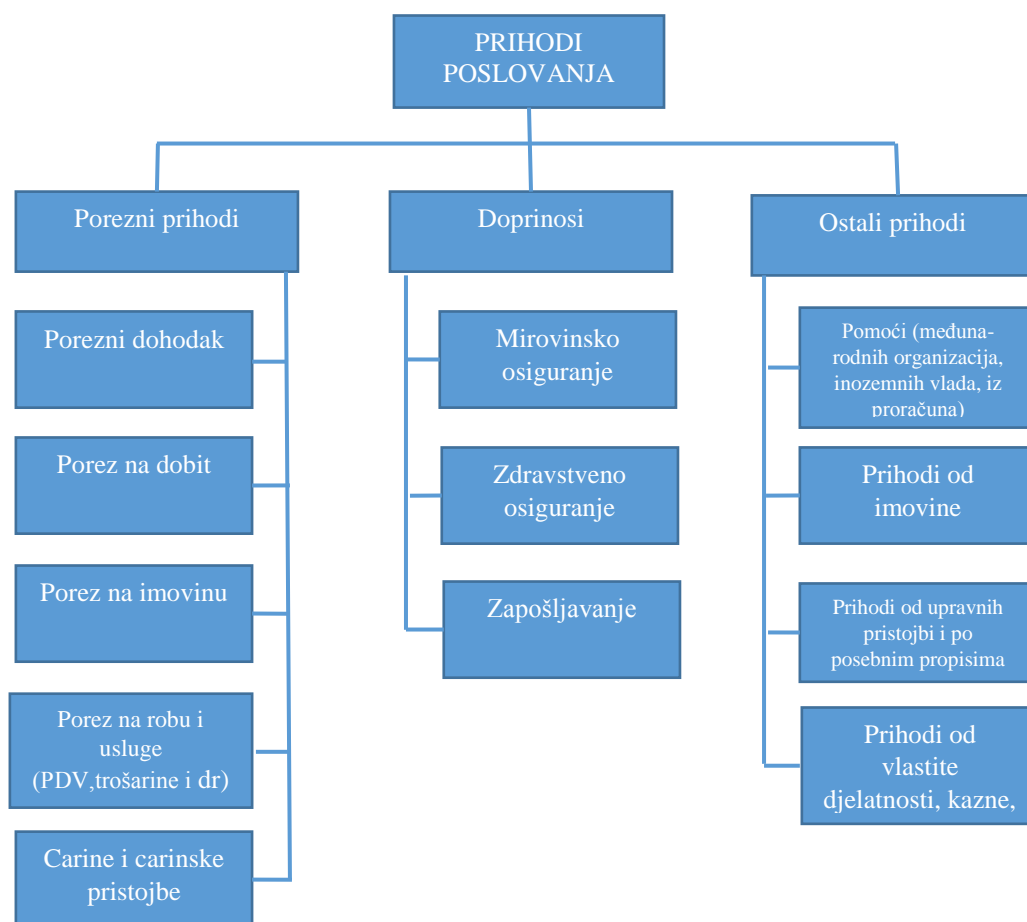 PRIHODI
POSLOVANJA
Porezni prihodi
Doprinosi
Ostali prihodi
Porezni dohodak
Porez na dobit
Porez na imovinu
Porez na robu i
usluge
(PDV,trošarine i dr)
Carine i carinske
pristojbe
Mirovinsko
osiguranje
Zdravstveno
osiguranje
Zapošljavanje
Pomoći (međuna-
rodnih organizacija,
inozemnih vlada, iz
proračuna)
Prihodi od
imovine
Prihodi od upravnih
pristojbi i po
posebnim propisima
Prihodi od
vlastite
djelatnosti, kazne,